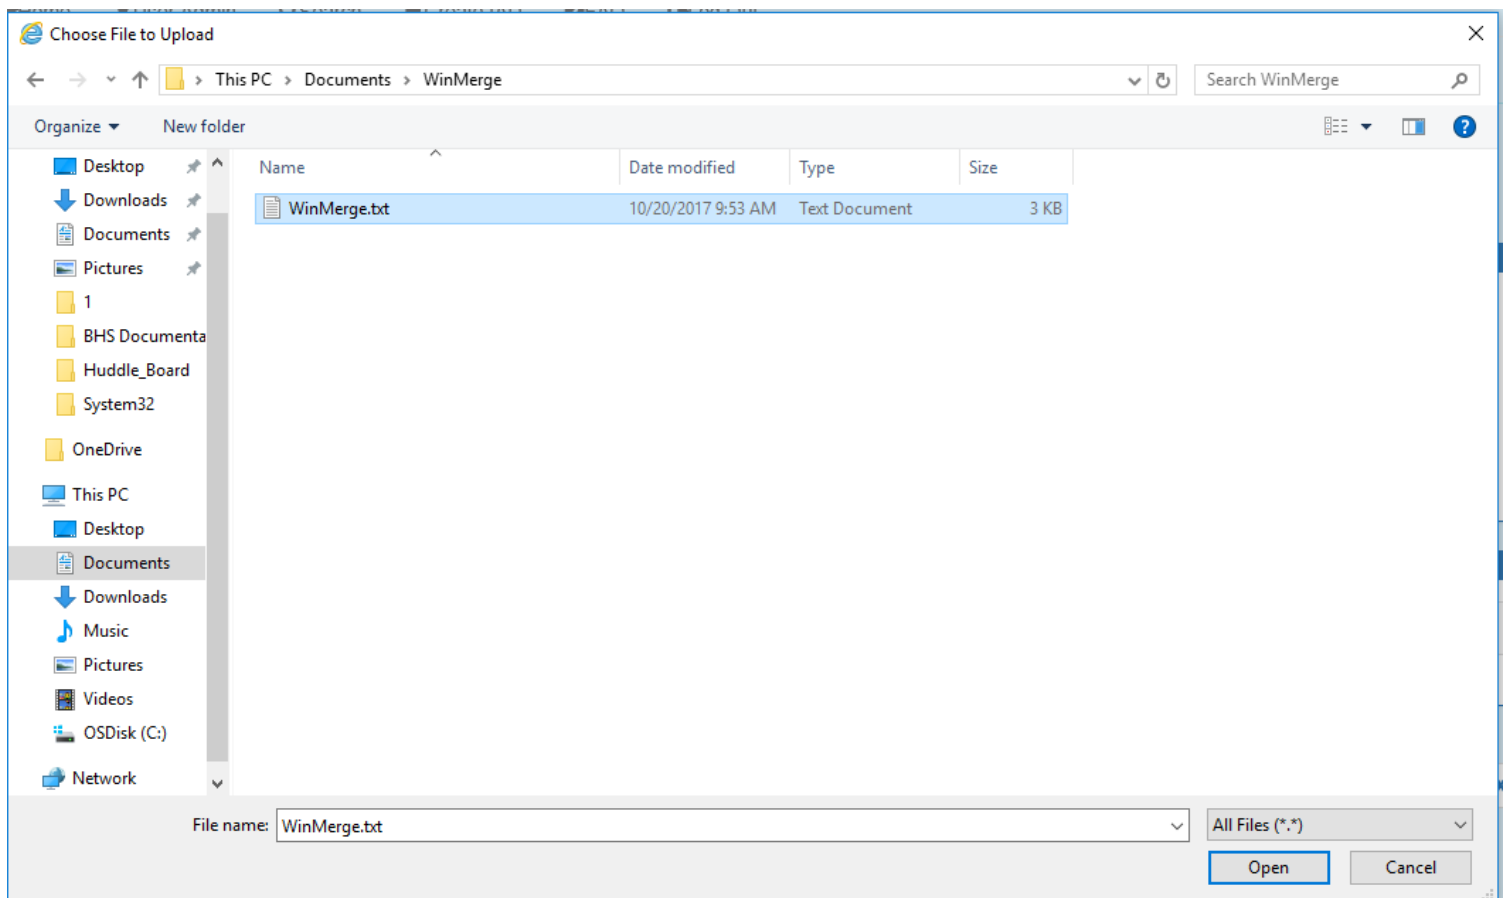 Choose File to Upload
This PC > Documents > WinMerge
Search WinMerge
Organize
New folder
Name
Date modified
Type
Size
WinMerge.txt
10/20/2017 9:53 AM
Text Document
3 KB
Desktop
Downloads
Documents
Pictures
1
BHS Documenta
Huddle_Board
System32
OneDrive
This PC
Desktop
Documents
Downloads
Music
Pictures
Videos
OSDisk (C:)
Network
File name:
WinMerge.txt
All Files (*.*)
Open
Cancel